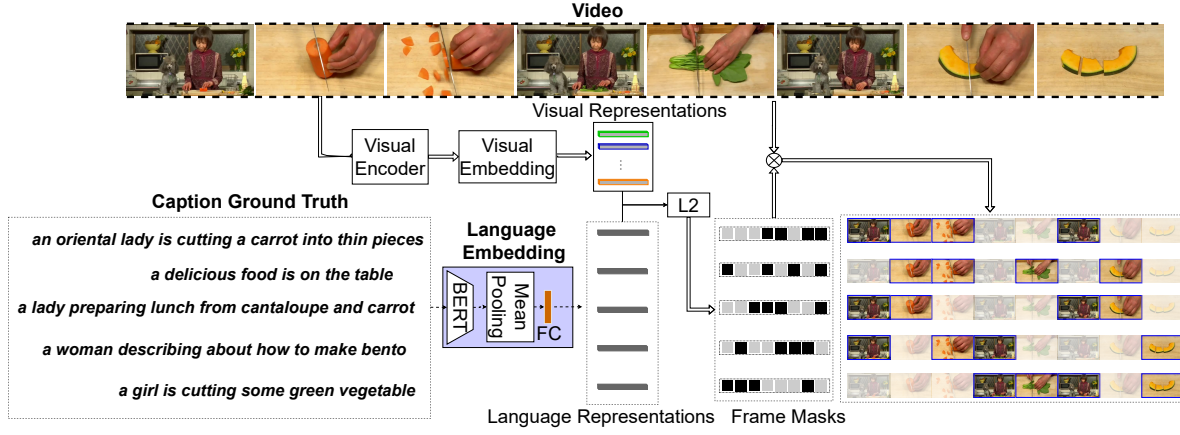 Video
Visual Representations
Visual
Encoder
Visual
Embedding
⋮
L2
Caption Ground Truth
an oriental lady is cutting a carrot into thin pieces
a delicious food is on the table
a lady preparing lunch from cantaloupe and carrot
a woman describing about how to make bento
a girl is cutting some green vegetable
Language
Embedding
BERT
Mean
Pooling
FC
Language Representations
Frame Masks